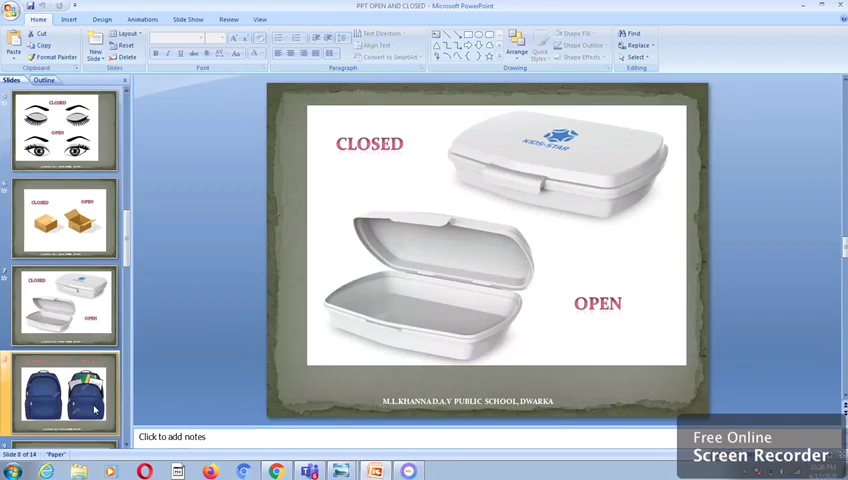 PPT OPEN AND CLOSED - Microsoft PowerPoint
Home Insert Design Animations Slide Show Review View
Paste
Cut
Copy
Format Painter
Clipboard
New Slide
Layout
Reset
Delete
Slides
Font
Text Direction
Align Text
Convert to SmartArt
Paragraph
Arrange
Quick Styles
Shape Fill
Shape Outline
Shape Effects
Drawing
Find
Replace
Select
Editing
Slides Outline
CLOSED
OPEN
6
CLOSED OPEN
7
CLOSED
OPEN
CLOSED
KIDS-STAR
OPEN
M.L.KHANNA D.A.V PUBLIC SCHOOL, DWARKA
Click to add notes
Slide 8 of 14 "Paper"
Free Online
Screen Recorder